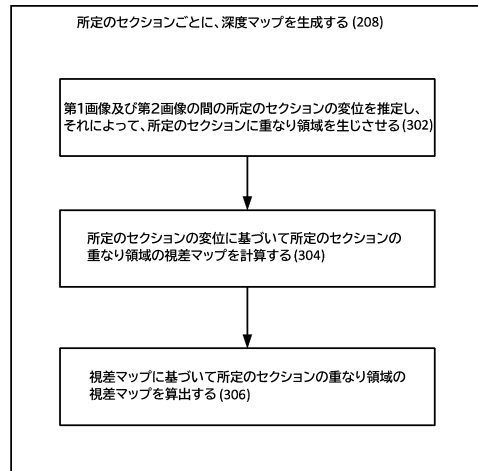 所定のセクションごとに、深度マップを生成する(208)
第1画像及び第2画像の間の所定のセクションの変位を推定し、
それによって、所定のセクションに重なり領域を生じさせる(302)
所定のセクションの変位に基づいて所定のセクションの
重なり領域の視差マップを計算する(304)
視差マップに基づいて所定のセクションの重なり領域の
視差マップを算出する(306)